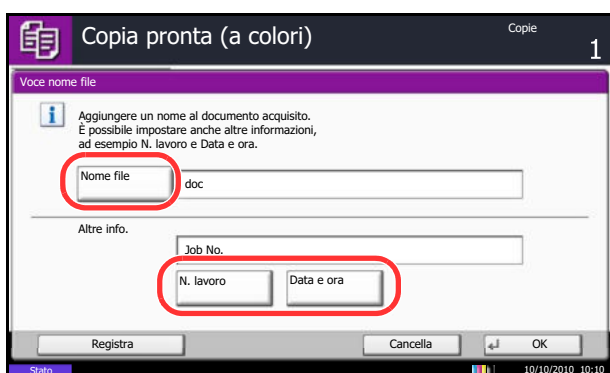 Copia pronta (a colori)
Copie
1
Voce nome file
Aggiungere un nome al documento acquisito.
È possibile impostare anche altre informazioni,
ad esempio N. lavoro e Data e ora.
Nome file
doc
Altre info.
Job No.
N. lavoro
Data e ora
Registra
Cancella
OK
Stato
10/10/2010 10:10